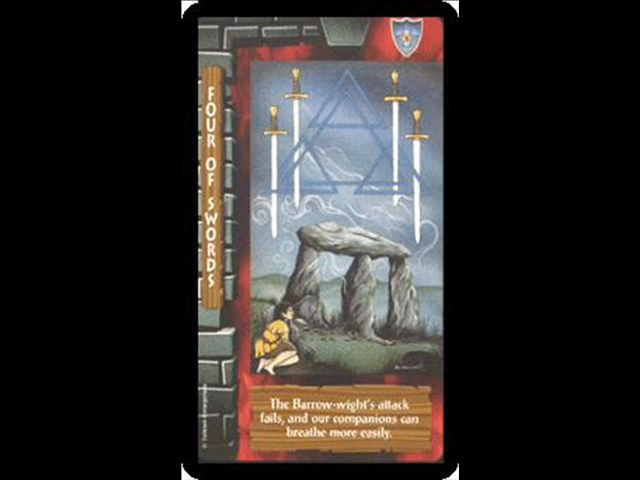 FOUR OF SWORDS
The Barrow-wight's attack
fails, and our companions can
breathe more easily.